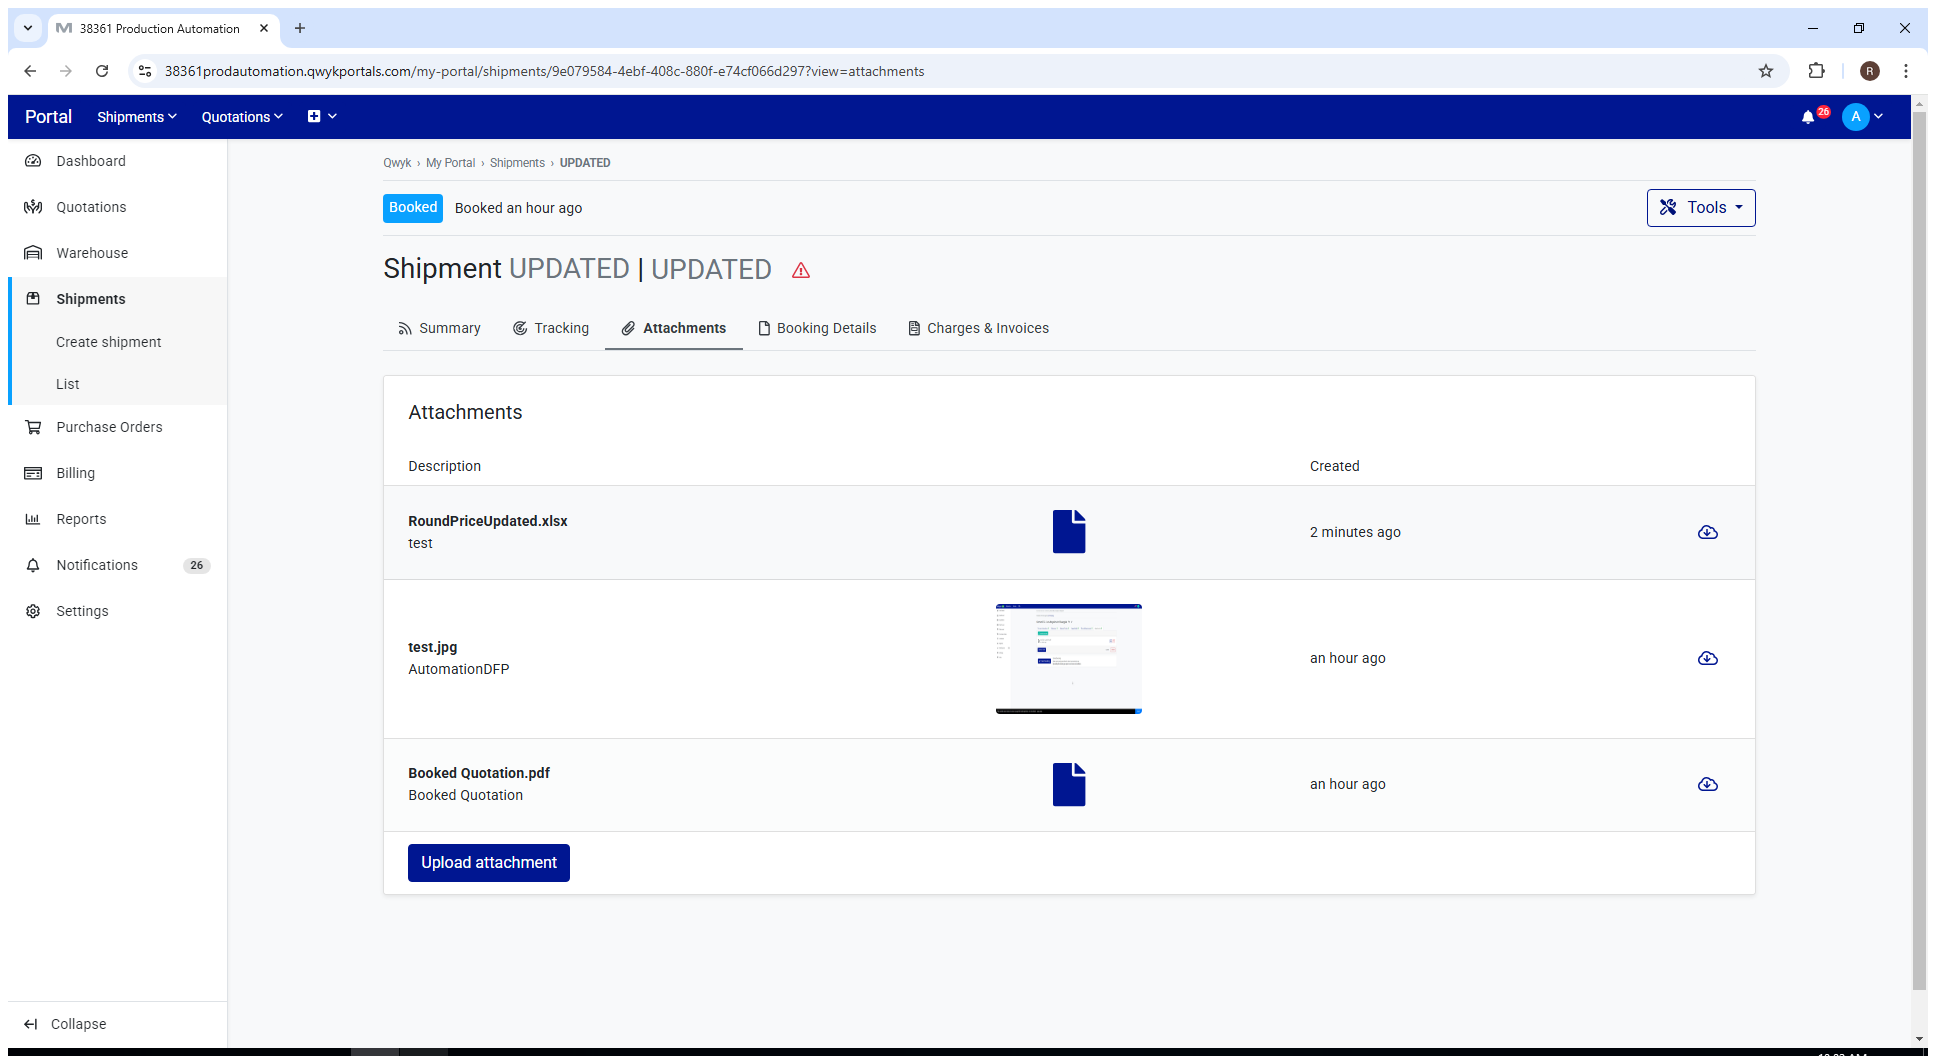 38361 Production Automation
38361prodautomation.qwykportals.com/my-portal/shipments/9e079584-4ebf-408c-880f-e74cf066d297?view=attachments
R
Portal Shipments Quotations 26 A
Dashboard
Quotations
Warehouse
Shipments
Create shipment
List
Purchase Orders
Billing
Reports
Notifications 26
Settings
Collapse
Qwyk › My Portal › Shipments › UPDATED
Booked Booked an hour ago Tools
Shipment UPDATED | UPDATED
Summary Tracking Attachments Booking Details Charges & Invoices
Attachments
Description Created
RoundPriceUpdated.xlsx
test
2 minutes ago
test.jpg
AutomationDFP
an hour ago
Booked Quotation.pdf
Booked Quotation
an hour ago
Upload attachment